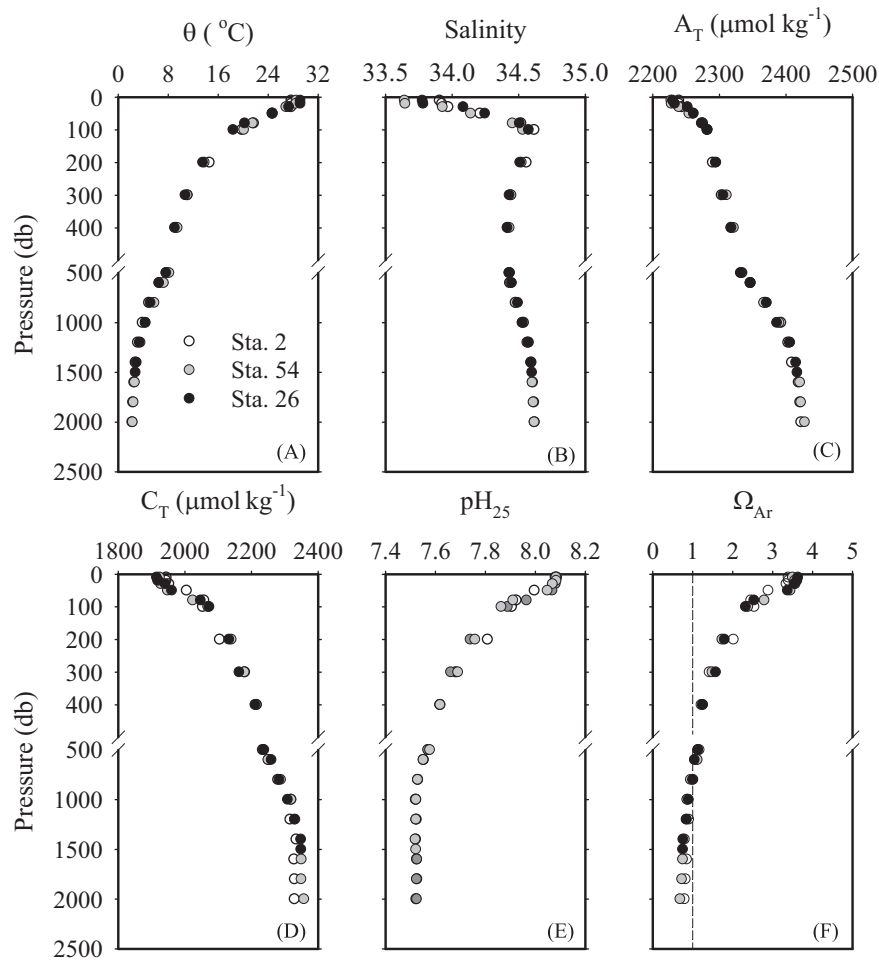 θ ( °C)
Salinity
A_T (μmol kg⁻¹)
0 8 16 24 32
33.5 34.0 34.5 35.0
2200 2300 2400 2500
Pressure (db)
0
100
200
300
400
500
1000
1500
2000
2500
Sta. 2
Sta. 54
Sta. 26
(A)
(B)
(C)
C_T (μmol kg⁻¹)
pH₂₅
Ω_Ar
1800 2000 2200 2400
7.4 7.6 7.8 8.0 8.2
0 1 2 3 4 5
Pressure (db)
0
100
200
300
400
500
1000
1500
2000
2500
(D)
(E)
(F)